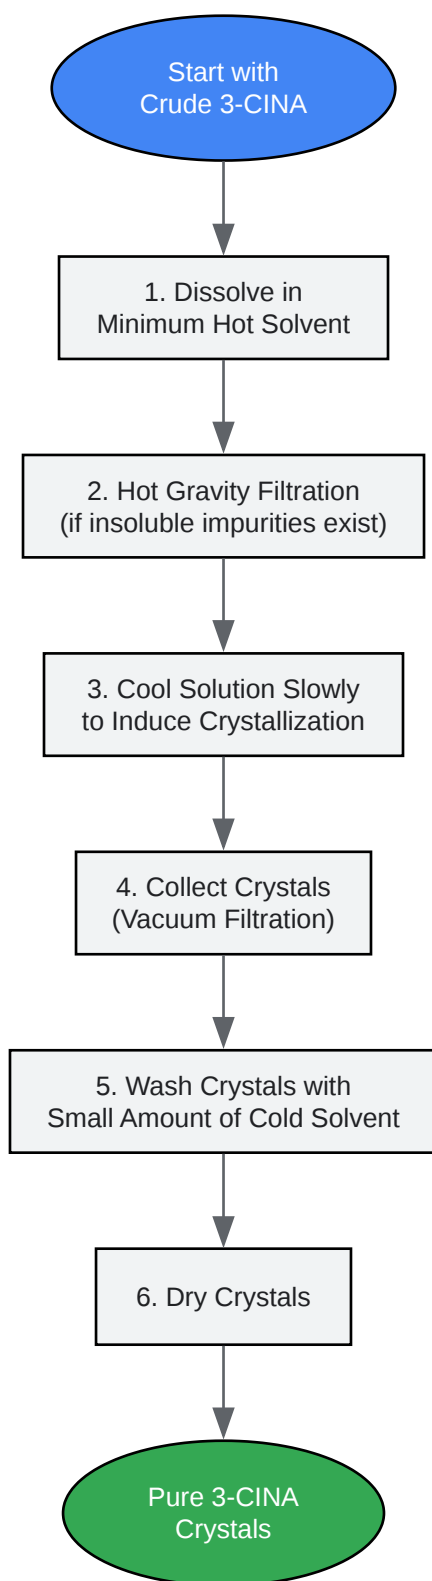 Start with
Crude 3-CINA
1. Dissolve in
Minimum Hot Solvent
2. Hot Gravity Filtration
(if insoluble impurities exist)
3. Cool Solution Slowly
to Induce Crystallization
4. Collect Crystals
(Vacuum Filtration)
5. Wash Crystals with
Small Amount of Cold Solvent
6. Dry Crystals
Pure 3-CINA
Crystals